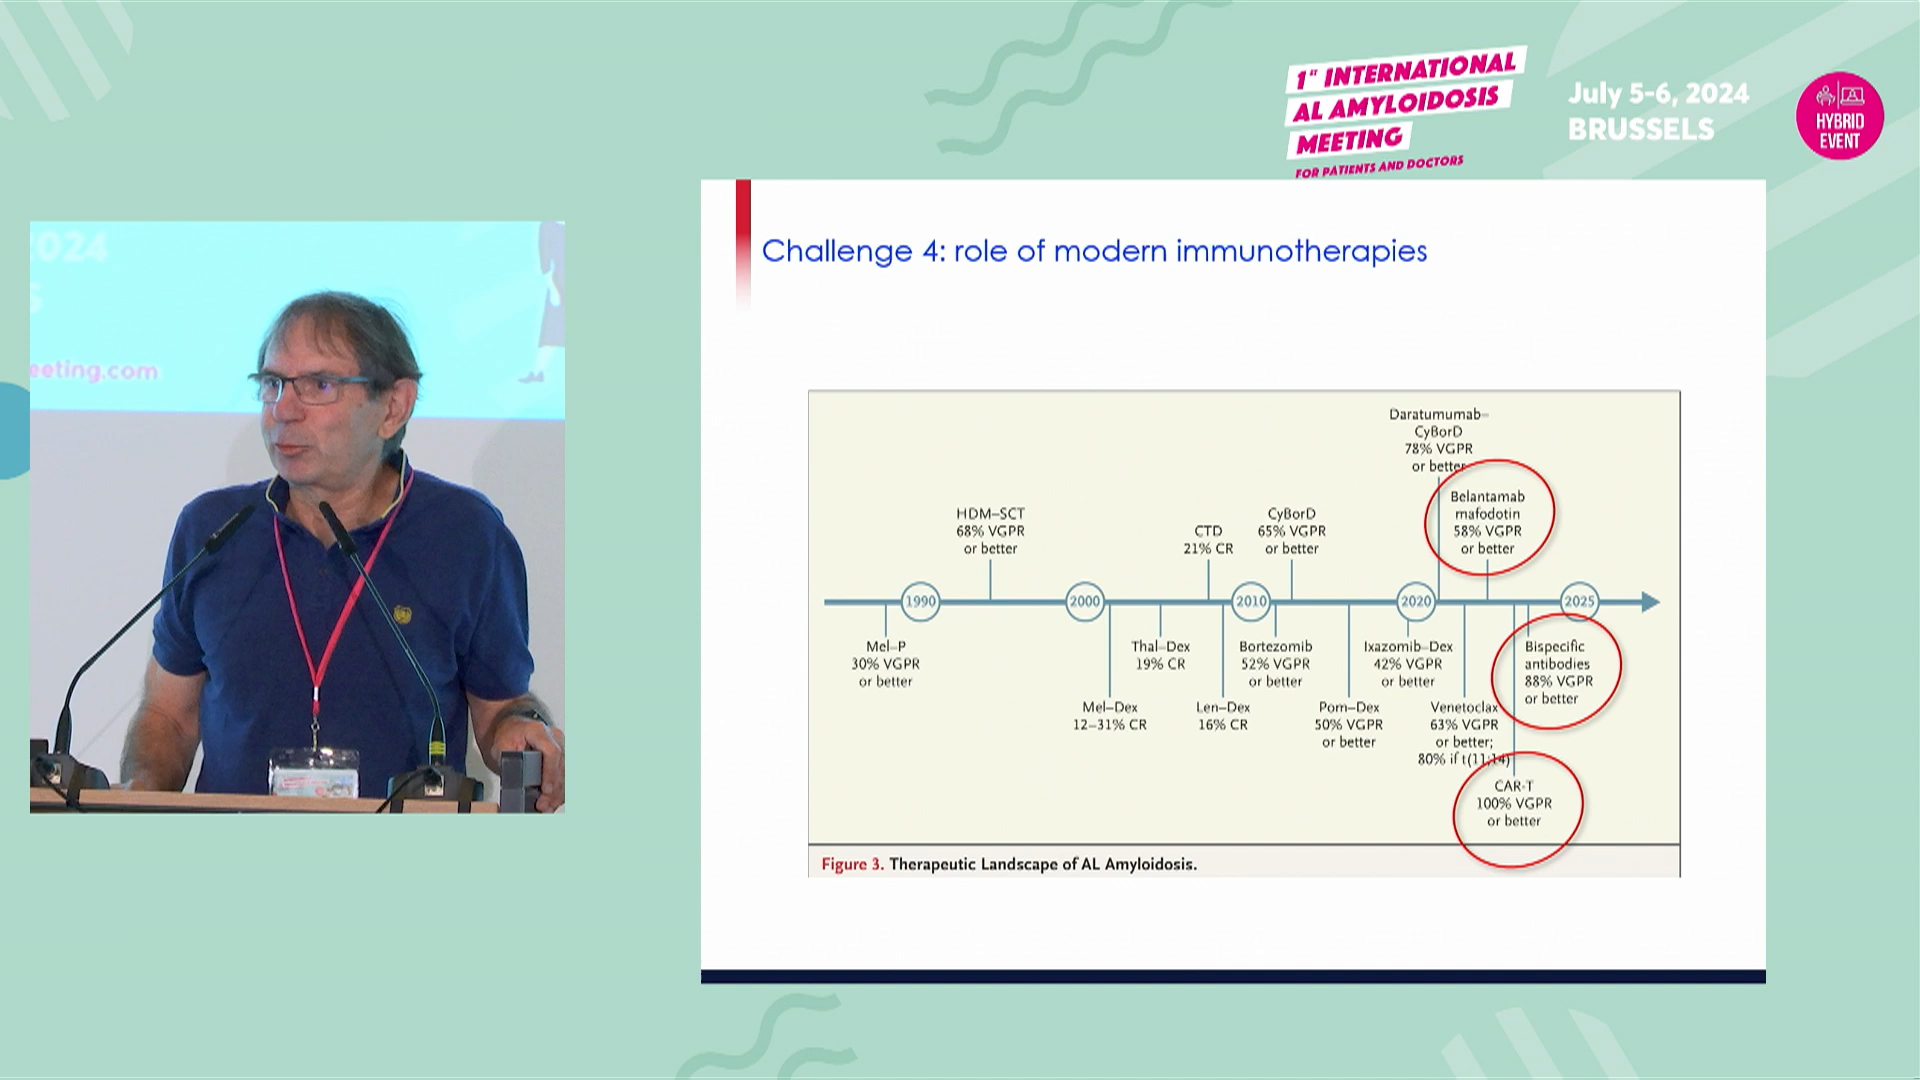 1st INTERNATIONAL
AL AMYLOIDOSIS
MEETING
FOR PATIENTS AND DOCTORS
July 5-6, 2024
BRUSSELS
HYBRID
EVENT
024
eeting.com
Challenge 4: role of modern immunotherapies
Daratumumab–
CyBorD
78% VGPR
or better
Belantamab
mafodotin
58% VGPR
or better
HDM–SCT
68% VGPR
or better
CTD
21% CR
CyBorD
65% VGPR
or better
1990
2000
2010
2020
2025
Mel–P
30% VGPR
or better
Mel–Dex
12–31% CR
Thal–Dex
19% CR
Len–Dex
16% CR
Bortezomib
52% VGPR
or better
Pom–Dex
50% VGPR
or better
Ixazomib–Dex
42% VGPR
or better
Venetoclax
63% VGPR
or better;
80% if t(11;14)
Bispecific
antibodies
88% VGPR
or better
CAR-T
100% VGPR
or better
Figure 3. Therapeutic Landscape of AL Amyloidosis.